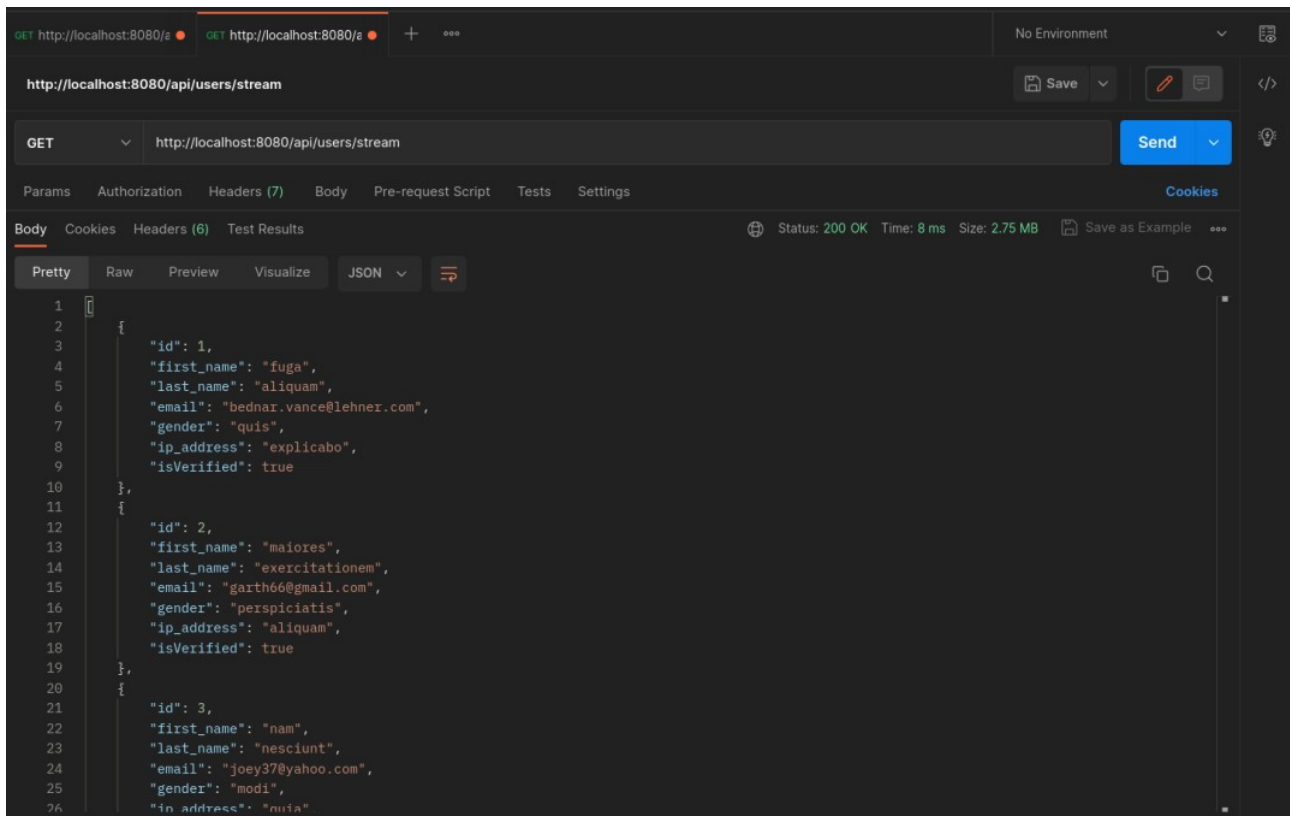 GET http://localhost:8080/a GET http://localhost:8080/a + No Environment
http://localhost:8080/api/users/stream Save </>
GET http://localhost:8080/api/users/stream Send
Params Authorization Headers (7) Body Pre-request Script Tests Settings Cookies
Body Cookies Headers (6) Test Results Status: 200 OK Time: 8 ms Size: 2.75 MB Save as Example
Pretty Raw Preview Visualize JSON
1 [
2 {
3 "id": 1,
4 "first_name": "fuga",
5 "last_name": "aliquam",
6 "email": "bednar.vance@lehner.com",
7 "gender": "quis",
8 "ip_address": "explicabo",
9 "isVerified": true
10 },
11 {
12 "id": 2,
13 "first_name": "maiores",
14 "last_name": "exercitationem",
15 "email": "garth66@gmail.com",
16 "gender": "perspiciatis",
17 "ip_address": "aliquam",
18 "isVerified": true
19 },
20 {
21 "id": 3,
22 "first_name": "nam",
23 "last_name": "nesciunt",
24 "email": "joey37@yahoo.com",
25 "gender": "modi",
26 "ip_address": "quia",